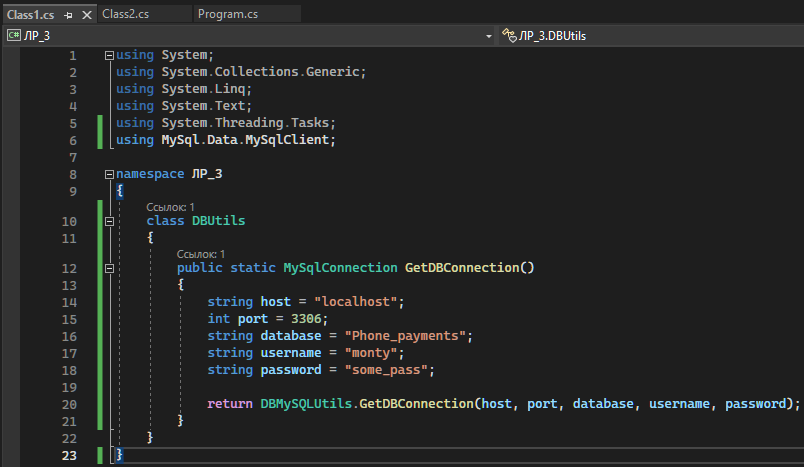 Class1.cs Class2.cs Program.cs
C# ЛР_3 ЛР_3.DBUtils
1 using System;
2 using System.Collections.Generic;
3 using System.Linq;
4 using System.Text;
5 using System.Threading.Tasks;
6 using MySql.Data.MySqlClient;
7
8 namespace ЛР_3
9 {
Ссылок: 1
10 class DBUtils
11 {
Ссылок: 1
12 public static MySqlConnection GetDBConnection()
13 {
14 string host = "localhost";
15 int port = 3306;
16 string database = "Phone_payments";
17 string username = "monty";
18 string password = "some_pass";
19
20 return DBMySQLUtils.GetDBConnection(host, port, database, username, password);
21 }
22 }
23 }